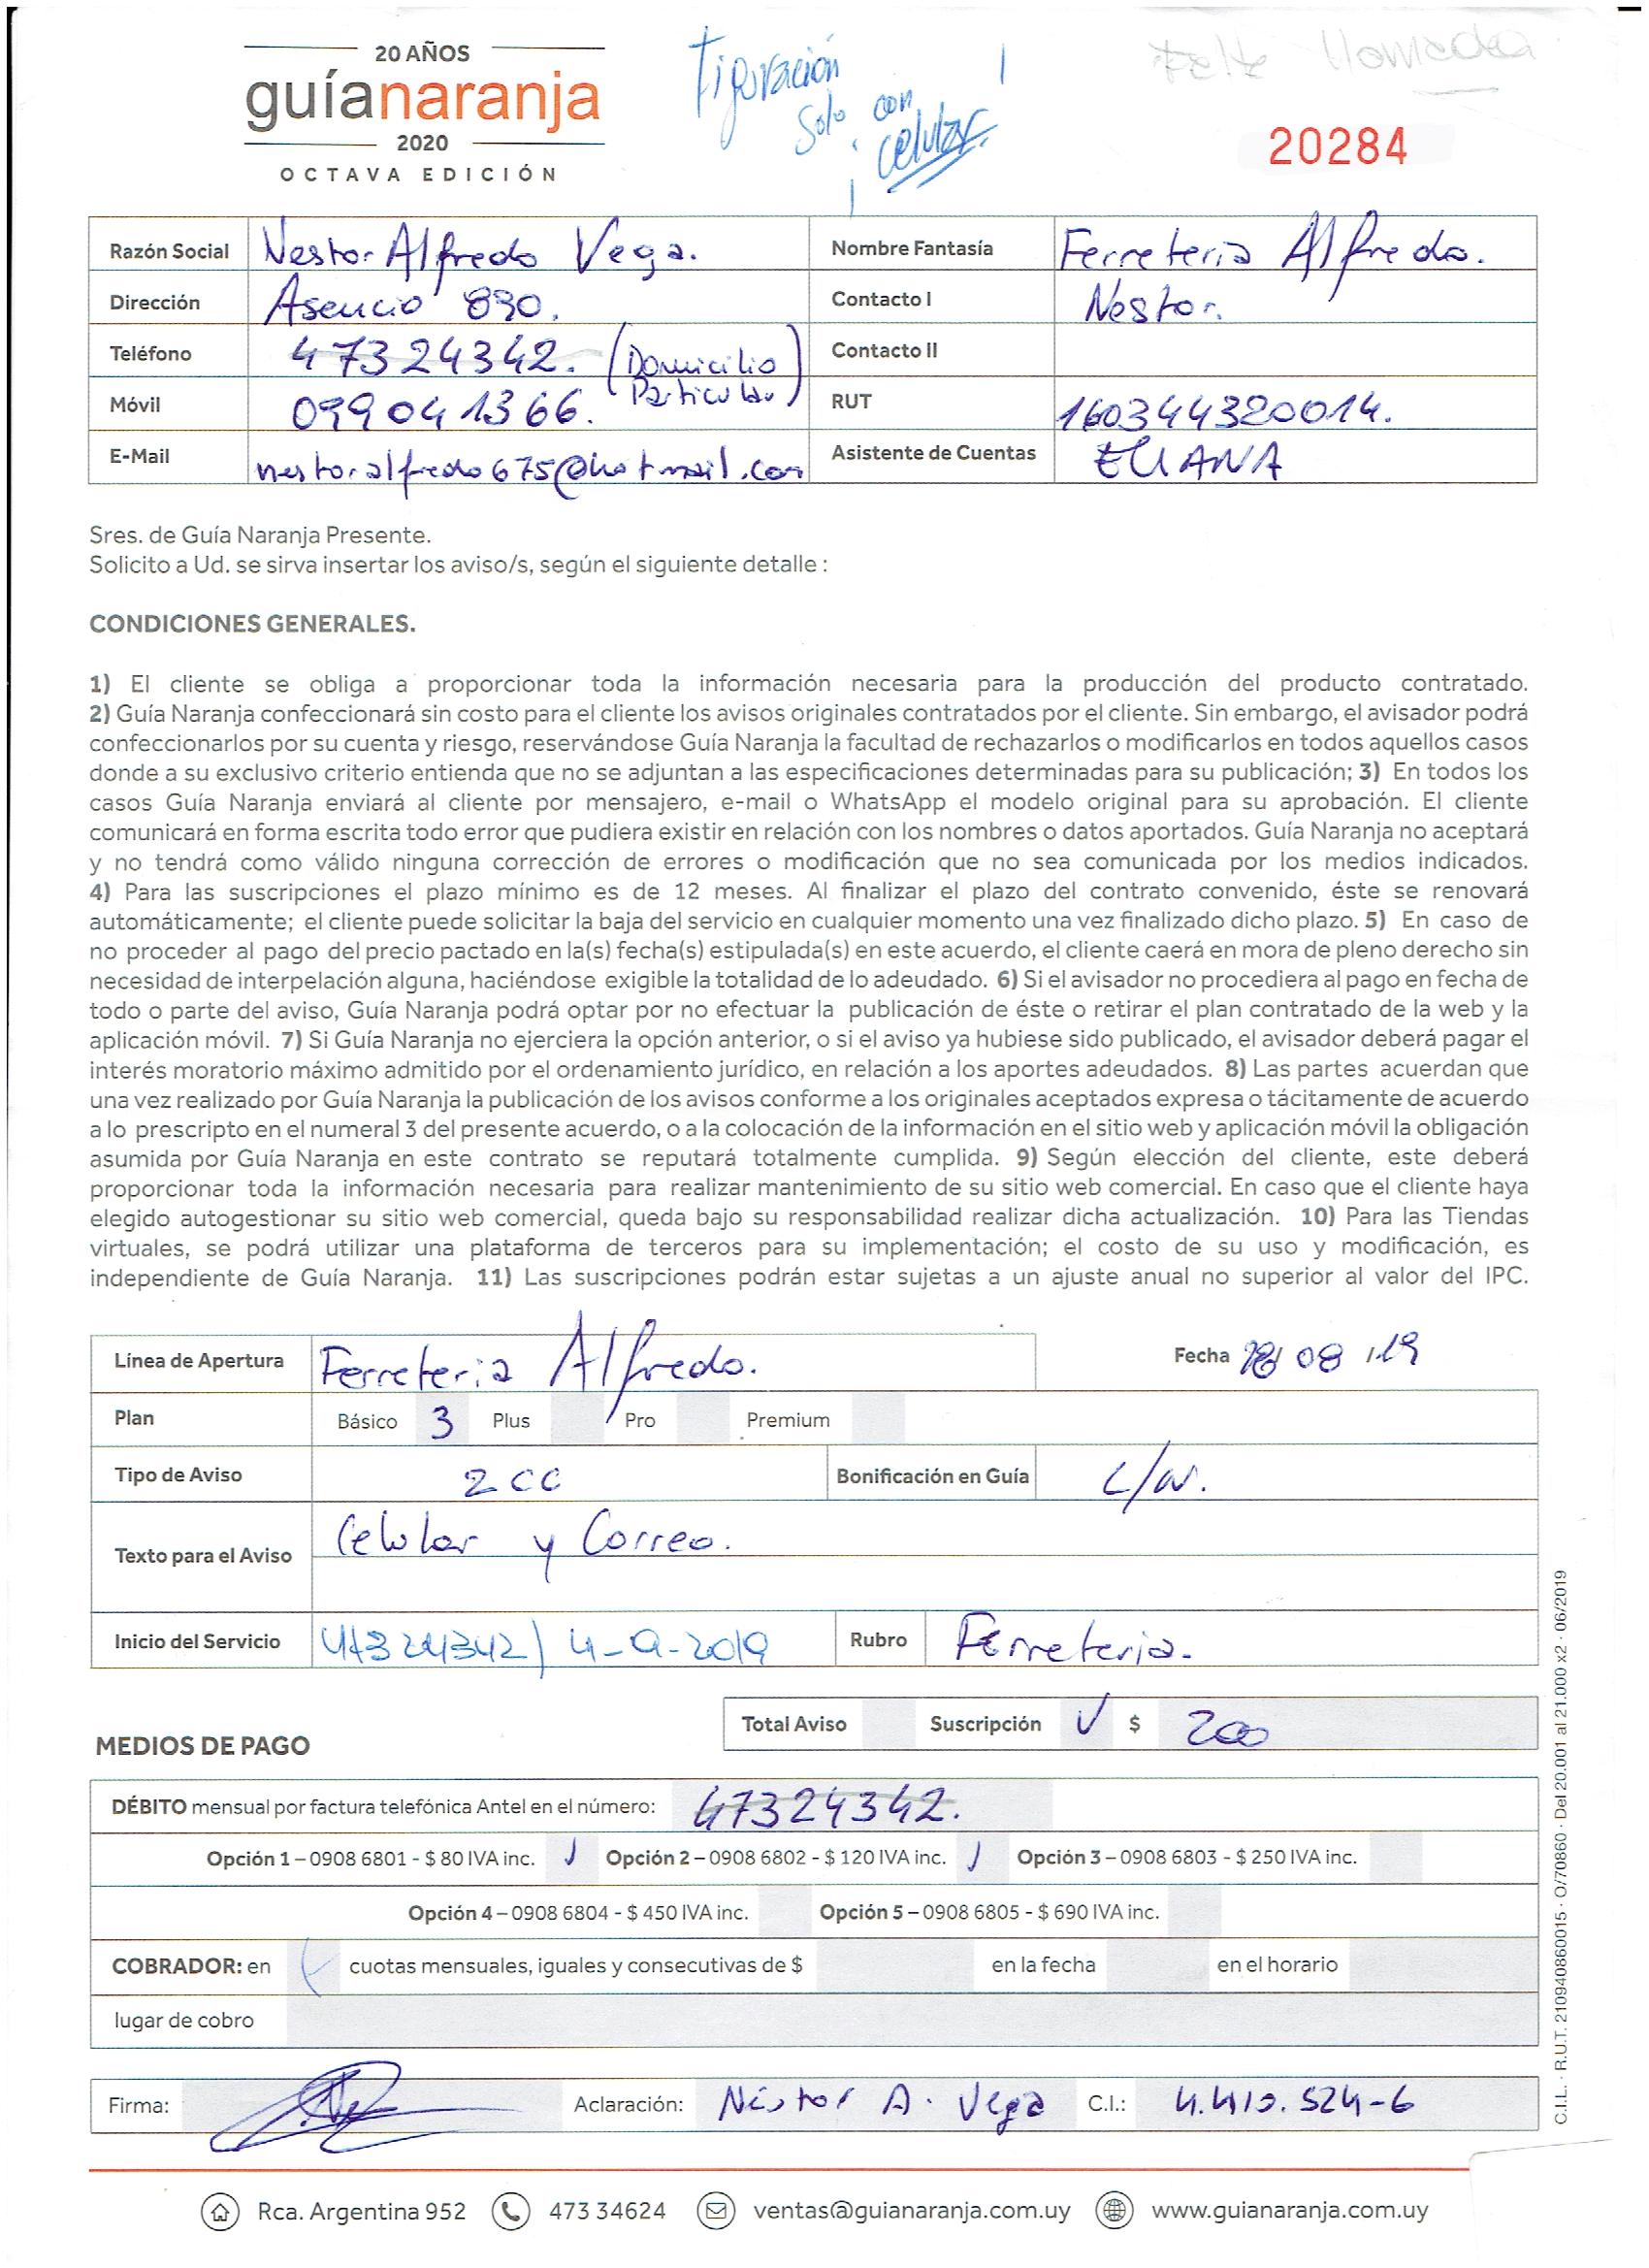 20 AÑOS
guíanaranja
2020
OCTAVA EDICIÓN
Figuración
solo con
celular.
Falta llamada
20284
Razón Social Nestor Alfredo Vega. Nombre Fantasía Ferreteria Alfredo.
Dirección Asencio 890. Contacto I Nestor.
Teléfono 47324342. (Domicilio Particular) Contacto II
Móvil 099041366. RUT 160344320014.
E-Mail nestoralfredo675@hotmail.com Asistente de Cuentas ELIANA
Sres. de Guía Naranja Presente.
Solicito a Ud. se sirva insertar los aviso/s, según el siguiente detalle :
CONDICIONES GENERALES.
1) El cliente se obliga a proporcionar toda la información necesaria para la producción del producto contratado.
2) Guía Naranja confeccionará sin costo para el cliente los avisos originales contratados por el cliente. Sin embargo, el avisador podrá
confeccionarlos por su cuenta y riesgo, reservándose Guía Naranja la facultad de rechazarlos o modificarlos en todos aquellos casos
donde a su exclusivo criterio entienda que no se adjuntan a las especificaciones determinadas para su publicación; 3) En todos los
casos Guía Naranja enviará al cliente por mensajero, e-mail o WhatsApp el modelo original para su aprobación. El cliente
comunicará en forma escrita todo error que pudiera existir en relación con los nombres o datos aportados. Guía Naranja no aceptará
y no tendrá como válido ninguna corrección de errores o modificación que no sea comunicada por los medios indicados.
4) Para las suscripciones el plazo mínimo es de 12 meses. Al finalizar el plazo del contrato convenido, éste se renovará
automáticamente; el cliente puede solicitar la baja del servicio en cualquier momento una vez finalizado dicho plazo. 5) En caso de
no proceder al pago del precio pactado en la(s) fecha(s) estipulada(s) en este acuerdo, el cliente caerá en mora de pleno derecho sin
necesidad de interpelación alguna, haciéndose exigible la totalidad de lo adeudado. 6) Si el avisador no procediera al pago en fecha de
todo o parte del aviso, Guía Naranja podrá optar por no efectuar la publicación de éste o retirar el plan contratado de la web y la
aplicación móvil. 7) Si Guía Naranja no ejerciera la opción anterior, o si el aviso ya hubiese sido publicado, el avisador deberá pagar el
interés moratorio máximo admitido por el ordenamiento jurídico, en relación a los aportes adeudados. 8) Las partes acuerdan que
una vez realizado por Guía Naranja la publicación de los avisos conforme a los originales aceptados expresa o tácitamente de acuerdo
a lo prescripto en el numeral 3 del presente acuerdo, o a la colocación de la información en el sitio web y aplicación móvil la obligación
asumida por Guía Naranja en este contrato se reputará totalmente cumplida. 9) Según elección del cliente, este deberá
proporcionar toda la información necesaria para realizar mantenimiento de su sitio web comercial. En caso que el cliente haya
elegido autogestionar su sitio web comercial, queda bajo su responsabilidad realizar dicha actualización. 10) Para las Tiendas
virtuales, se podrá utilizar una plataforma de terceros para su implementación; el costo de su uso y modificación, es
independiente de Guía Naranja. 11) Las suscripciones podrán estar sujetas a un ajuste anual no superior al valor del IPC.
Línea de Apertura Ferreteria Alfredo. Fecha 28/08/19
Plan Básico 3 Plus Pro Premium
Tipo de Aviso 2CC Bonificación en Guía L/N.
Texto para el Aviso Celular y Correo.
Inicio del Servicio 47324342 | 4-9-2019 Rubro Ferreteria.
Total Aviso Suscripción ✓ $ 200
MEDIOS DE PAGO
DÉBITO mensual por factura telefónica Antel en el número: 47324342.
Opción 1 – 0908 6801 - $ 80 IVA inc. ✓ Opción 2 – 0908 6802 - $ 120 IVA inc. ✓ Opción 3 – 0908 6803 - $ 250 IVA inc.
Opción 4 – 0908 6804 - $ 450 IVA inc. Opción 5 – 0908 6805 - $ 690 IVA inc.
COBRADOR: en cuotas mensuales, iguales y consecutivas de $ en la fecha en el horario
lugar de cobro
Firma: Aclaración: Néstor A. Vega C.I.: 4.410.524-6
C.I.L. · R.U.T. 210940860015 · O/70860 · Del 20.001 al 21.000 x2 · 06/2019
Rca. Argentina 952 473 34624 ventas@guianaranja.com.uy www.guianaranja.com.uy